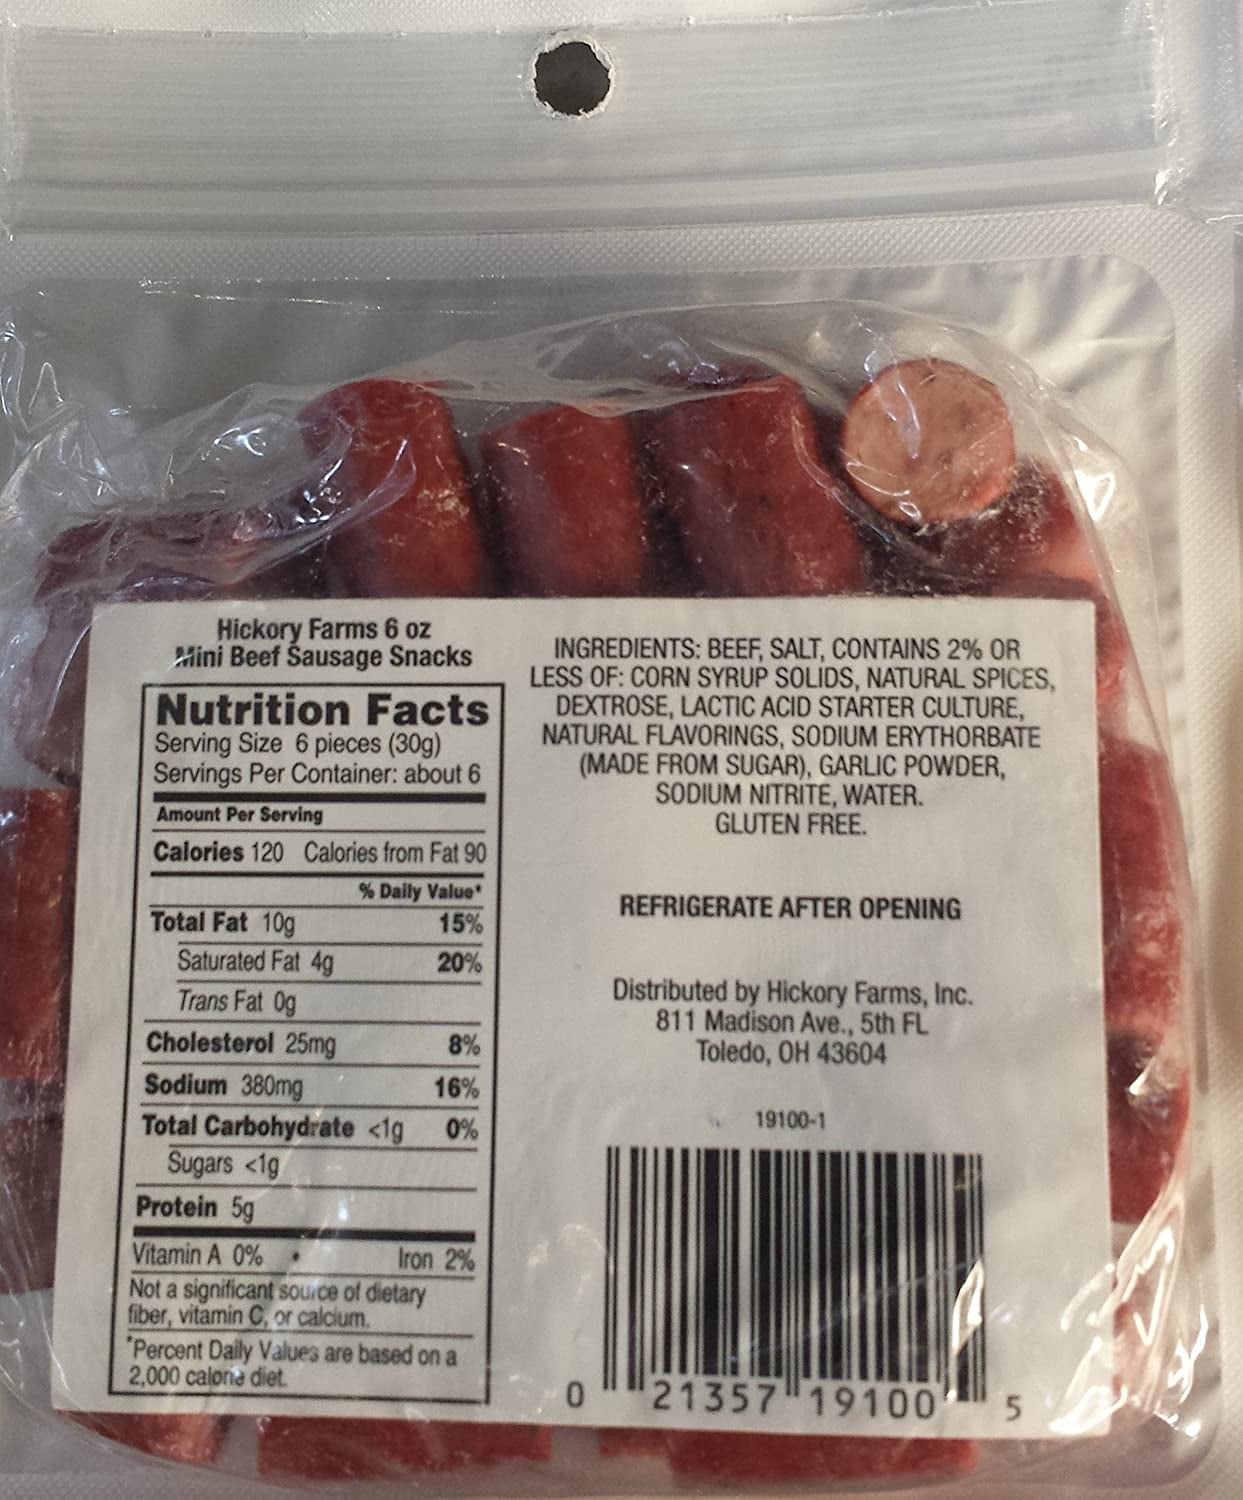 Hickory Farms 6 oz
Mini Beef Sausage Snacks
Nutrition Facts
Serving Size 6 pieces (30g)
Servings Per Container: about 6
Amount Per Serving
Calories 120 Calories from Fat 90
% Daily Value*
Total Fat 10g 15%
Saturated Fat 4g 20%
Trans Fat 0g
Cholesterol 25mg 8%
Sodium 380mg 16%
Total Carbohydrate <1g 0%
Sugars <1g
Protein 5g
Vitamin A 0% • Iron 2%
Not a significant source of dietary
fiber, vitamin C, or calcium.
*Percent Daily Values are based on a
2,000 calorie diet.
INGREDIENTS: BEEF, SALT, CONTAINS 2% OR
LESS OF: CORN SYRUP SOLIDS, NATURAL SPICES,
DEXTROSE, LACTIC ACID STARTER CULTURE,
NATURAL FLAVORINGS, SODIUM ERYTHORBATE
(MADE FROM SUGAR), GARLIC POWDER,
SODIUM NITRITE, WATER.
GLUTEN FREE.
REFRIGERATE AFTER OPENING
Distributed by Hickory Farms, Inc.
811 Madison Ave., 5th FL
Toledo, OH 43604
19100-1
0 21357 19100 5